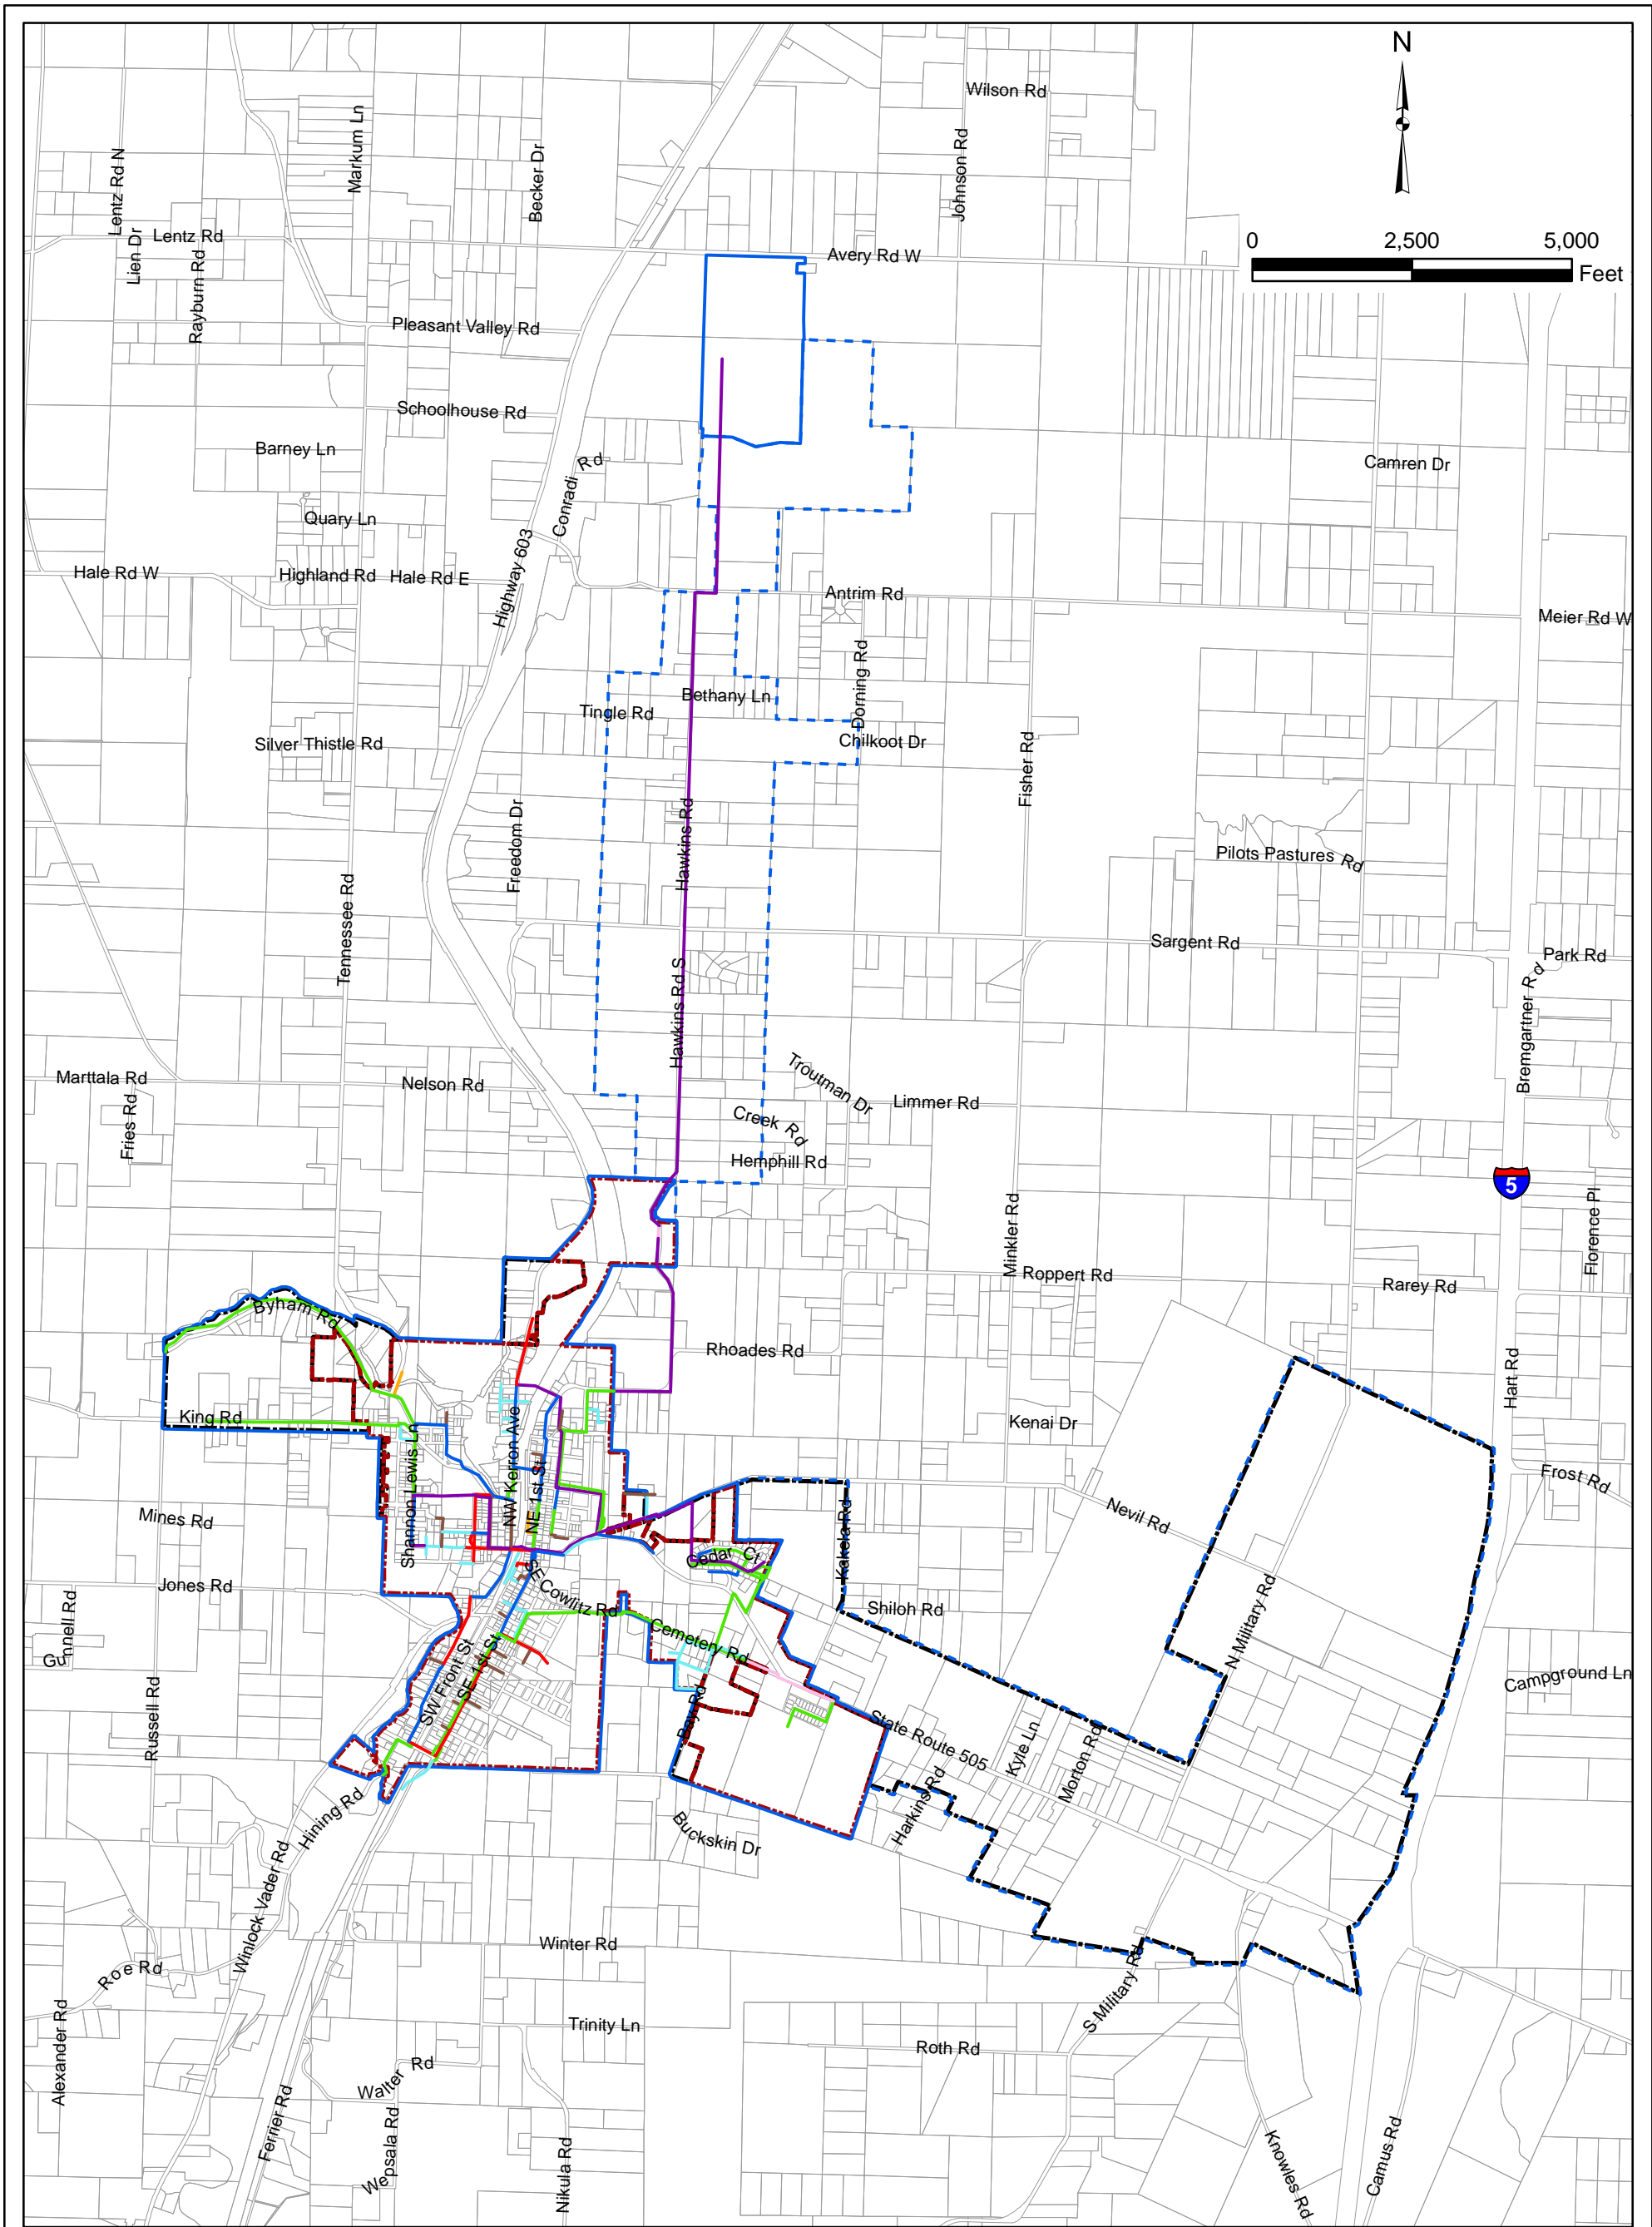 N
Wilson Rd
Markum Ln
Becker Dr
Johnson Rd
Lentz Rd N
Lentz Rd
Lien Dr
Rayburn Rd
Avery Rd W
0 2,500 5,000
Feet
Pleasant Valley Rd
Schoolhouse Rd
Barney Ln
Conradi Rd
Camren Dr
Quary Ln
Highway 603
Hale Rd W
Highland Rd
Hale Rd E
Antrim Rd
Meier Rd W
Bethany Ln
Tingle Rd
Dorning Rd
Silver Thistle Rd
Chilkoot Dr
Fisher Rd
Freedom Dr
Hawkins Rd
Pilots Pastures Rd
Tennessee Rd
Sargent Rd
Park Rd
Hawkins Rd S
Bremgartner Rd
Marttala Rd
Nelson Rd
Troutman Dr
Limmer Rd
Fries Rd
Creek Rd
Hemphill Rd
5
Minkler Rd
Florence Pl
Roppert Rd
Rarey Rd
Byham Rd
Rhoades Rd
Hart Rd
King Rd
Kenai Dr
Shannon Lewis Ln
NW Kerron Ave
NE 1st St
Frost Rd
Mines Rd
Nevil Rd
Kakela Rd
Cedar Ct
Jones Rd
SE Cowlitz Rd
Shiloh Rd
Gunnell Rd
Cemetery Rd
N Military Rd
SW Front St
SE 1st St
Campground Ln
Russell Rd
Ray Rd
State Route 505
Kyle Ln
Morton Rd
Hining Rd
Harkins Rd
Buckskin Dr
Winlock Vader Rd
Winter Rd
Roe Rd
S Military Rd
Alexander Rd
Trinity Ln
Roth Rd
Walter Rd
Ferrier Rd
Wepsala Rd
Nikula Rd
Knowles Rd
Camus Rd